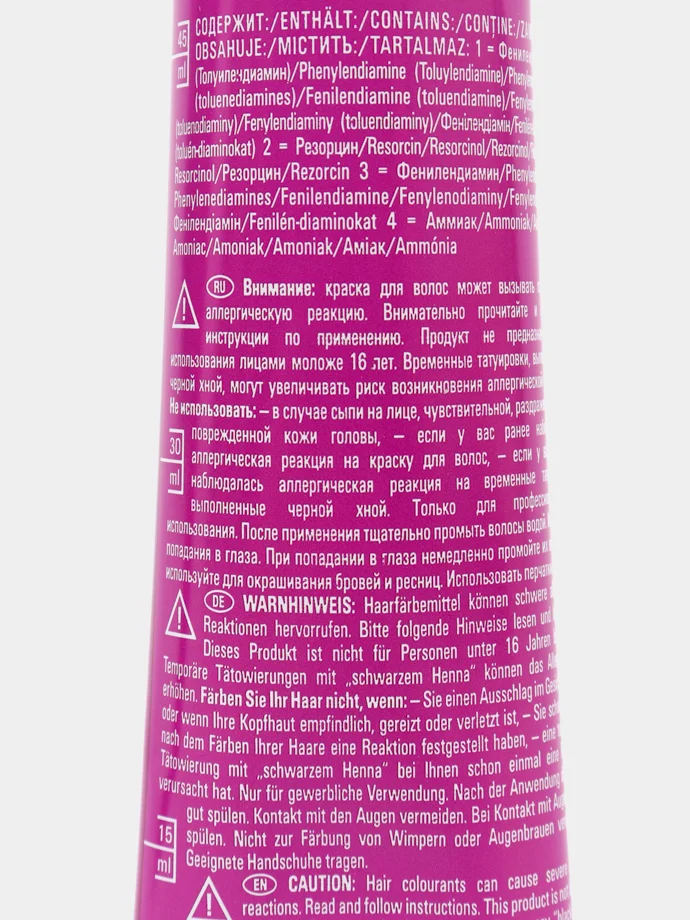 45 ml
СОДЕРЖИТ:/ENTHÄLT:/CONTAINS:/CONȚINE:/
OBSAHUJE:/МІСТИТЬ:/TARTALMAZ: 1 =
(Толуилендиамин)/Phenylendiamine (Toluylendiamine)/
(toluenediamines)/Fenilendiamine (toluendiamine)/
(toluenodiaminy)/Fenylendiaminy (toluendiaminy)/Феніленд­іамін
(toluén-diaminokat) 2 = Резорцин/Resorcin/Resorcinol/
Resorcinol/Резорцин/Rezorcin 3 = Фенилендиамин/
Phenylenediamines/Fenilendiamine/Fenylenodiaminy/
Фенілендіамін/Fenilén-diaminokat 4 = Аммиак/Ammoniak/
Amoniac/Amoniak/Amoniak/Аміак/Ammónia
RU Внимание: краска для волос может вызывать
аллергическую реакцию. Внимательно прочитайте и
инструкции по применению. Продукт не
использования лицами моложе 16 лет. Временные татуировки,
черной хной, могут увеличивать риск возникновения
Не использовать: – в случае сыпи на лице, чувствительной,
поврежденной кожи головы, – если у вас ранее
30 ml
аллергическая реакция на краску для волос, – если у
наблюдалась аллергическая реакция на временные
выполненные черной хной. Только для
использования. После применения тщательно промыть волосы водой.
попадания в глаза. При попадании в глаза немедленно промойте их
используйте для окрашивания бровей и ресниц. Использовать
DE WARNHINWEIS: Haarfärbemittel können schwere
Reaktionen hervorrufen. Bitte folgende Hinweise lesen und
Dieses Produkt ist nicht für Personen unter 16 Jahren
Temporäre Tätowierungen mit „schwarzem Henna“ können das
erhöhen. Färben Sie Ihr Haar nicht, wenn: – Sie einen Ausschlag im
oder wenn Ihre Kopfhaut empfindlich, gereizt oder verletzt ist, – Sie
nach dem Färben Ihrer Haare eine Reaktion festgestellt haben, – eine
Tätowierung mit „schwarzem Henna“ bei Ihnen schon einmal eine
verursacht hat. Nur für gewerbliche Verwendung. Nach der Anwendung
gut spülen. Kontakt mit den Augen vermeiden. Bei Kontakt mit
15 ml
spülen. Nicht zur Färbung von Wimpern oder Augenbrauen
Geeignete Handschuhe tragen.
EN CAUTION: Hair colourants can cause severe
reactions. Read and follow instructions. This product is not